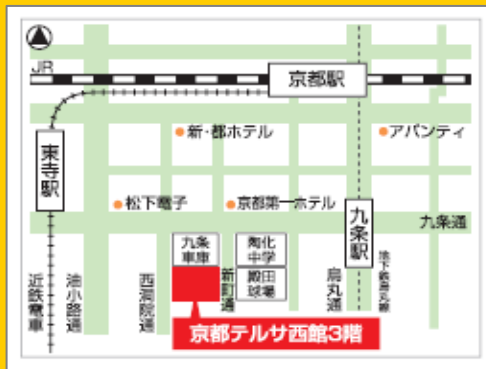 JR
京都駅
新・都ホテル
アバンティ
東寺駅
松下電子
京都第一ホテル
九条駅
九条通
九条
車庫
陶化
中学
殿田
球場
新町通
烏丸通
地下鉄烏丸線
近鉄電車
油小路通
西洞院通
京都テルサ西館3階